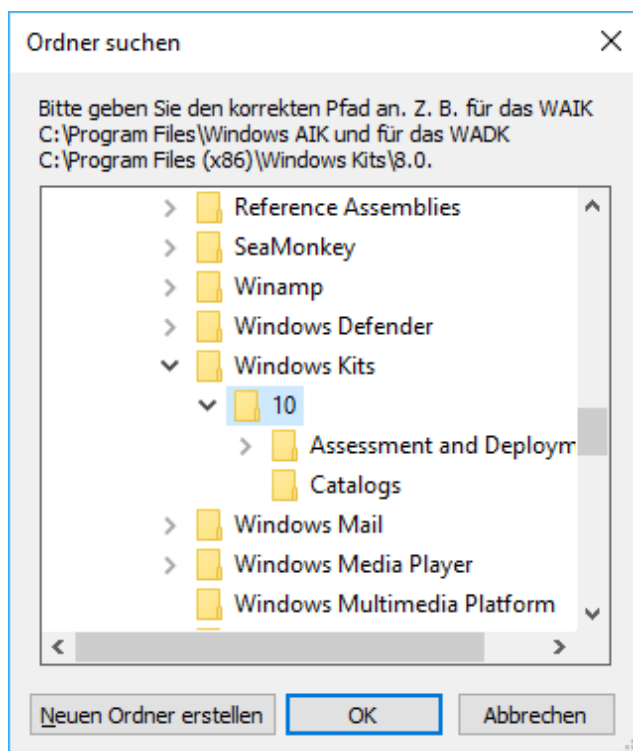 Ordner suchen
Bitte geben Sie den korrekten Pfad an. Z. B. für das WAIK
C:\Program Files\Windows AIK und für das WADK
C:\Program Files (x86)\Windows Kits\8.0.
Reference Assemblies
SeaMonkey
Winamp
Windows Defender
Windows Kits
10
Assessment and Deploym
Catalogs
Windows Mail
Windows Media Player
Windows Multimedia Platform
Neuen Ordner erstellen
OK
Abbrechen